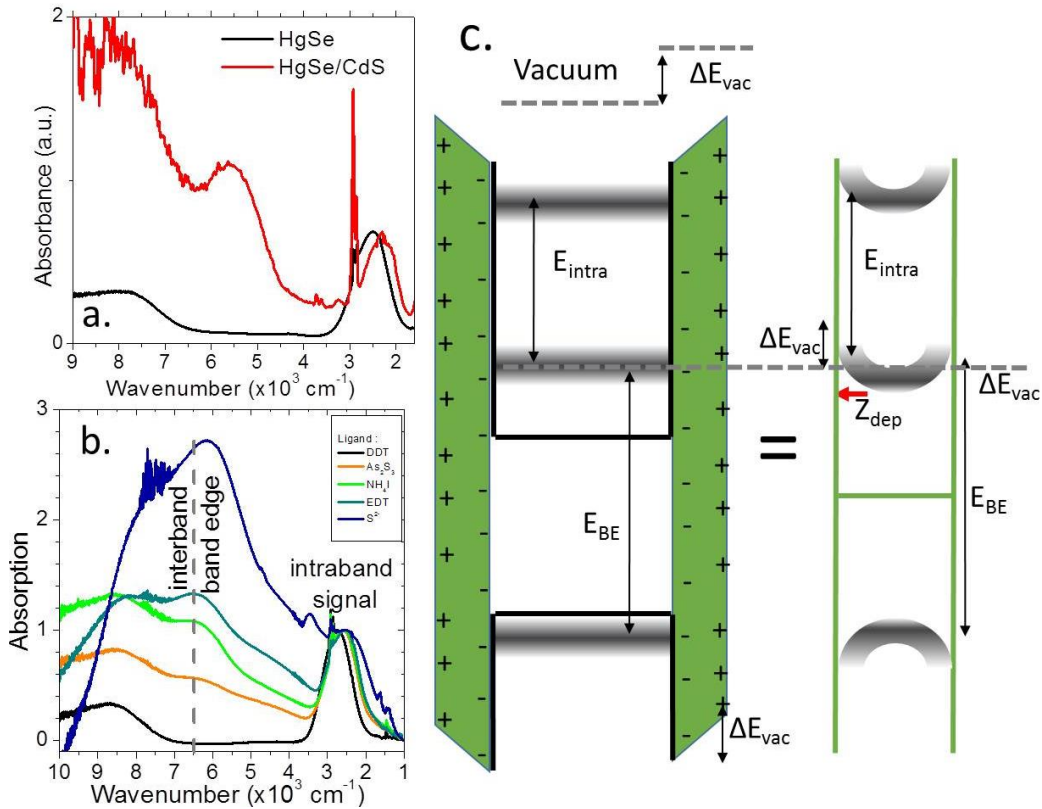 a.
2
1
0
Absorbance (a.u.)
HgSe
HgSe/CdS
9 8 7 6 5 4 3 2
Wavenumber (x10³ cm⁻¹)
b.
3
2
1
0
Absorption
interband
band edge
Ligand :
DDT
As₂S₃
NH₄I
EDT
S²⁻
intraband
signal
10 9 8 7 6 5 4 3 2 1
Wavenumber (x10³ cm⁻¹)
c.
Vacuum
ΔE_vac
E_intra
E_BE
+ + + + + + + + + + +
- - - - - - - - - - -
ΔE_vac
=
E_intra
ΔE_vac
ΔE_vac
Z_dep
E_BE